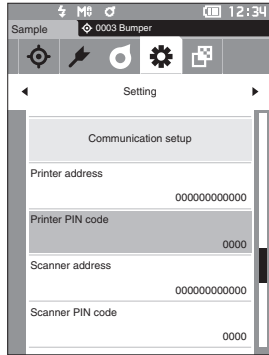 12:34
Sample 0003 Bumper
Setting
Communication setup
Printer address
000000000000
Printer PIN code
0000
Scanner address
000000000000
Scanner PIN code
0000